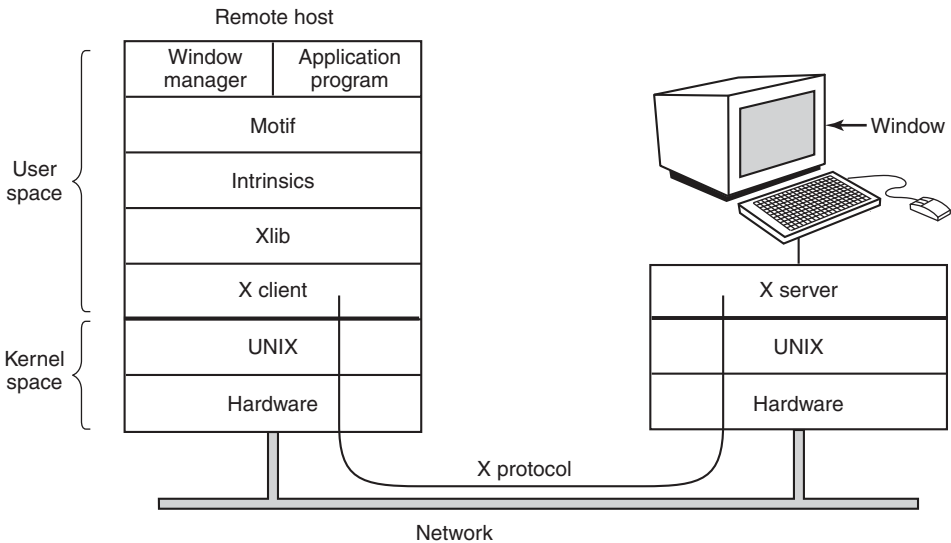 Remote host
Window
manager
Application
program
Motif
Intrinsics
Xlib
X client
UNIX
Hardware
User
space
Kernel
space
Window
X server
UNIX
Hardware
X protocol
Network